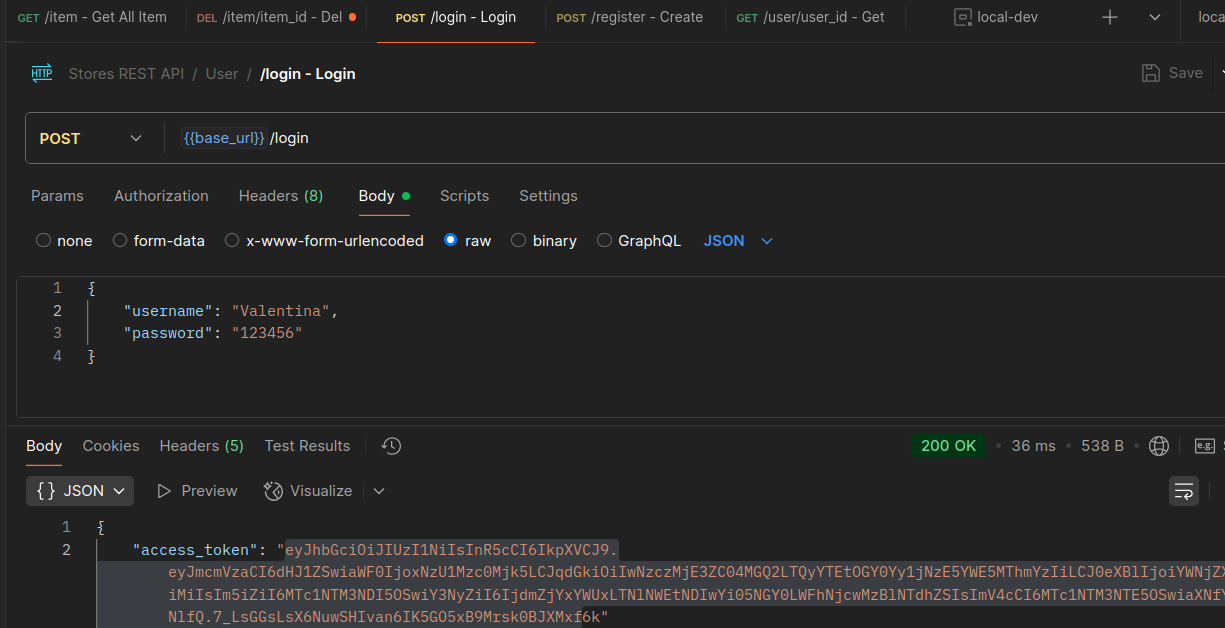 GET /item - Get All Item DEL /item/item_id - Del POST /login - Login POST /register - Create GET /user/user_id - Get local-dev loca
HTTP Stores REST API / User / /login - Login Save
POST {{base_url}} /login
Params Authorization Headers (8) Body Scripts Settings
none form-data x-www-form-urlencoded raw binary GraphQL JSON
1 {
2 "username": "Valentina",
3 "password": "123456"
4 }
Body Cookies Headers (5) Test Results 200 OK 36 ms 538 B e.g.
{} JSON Preview Visualize
1 {
2 "access_token": "eyJhbGciOiJIUzI1NiIsInR5cCI6IkpXVCJ9.